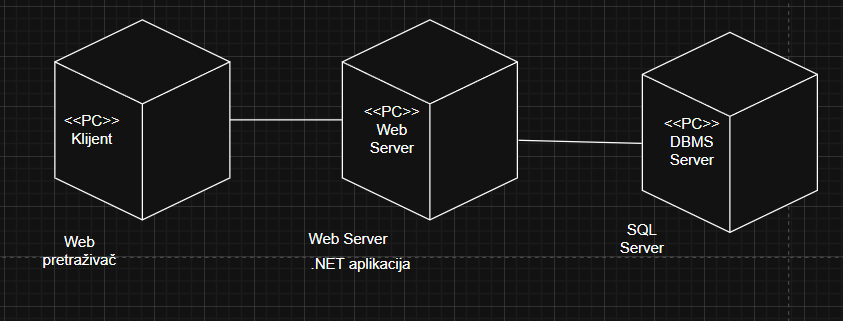 <<PC>>
Klijent
<<PC>>
Web
Server
<<PC>>
DBMS
Server
Web
pretraživač
Web Server
.NET aplikacija
SQL
Server